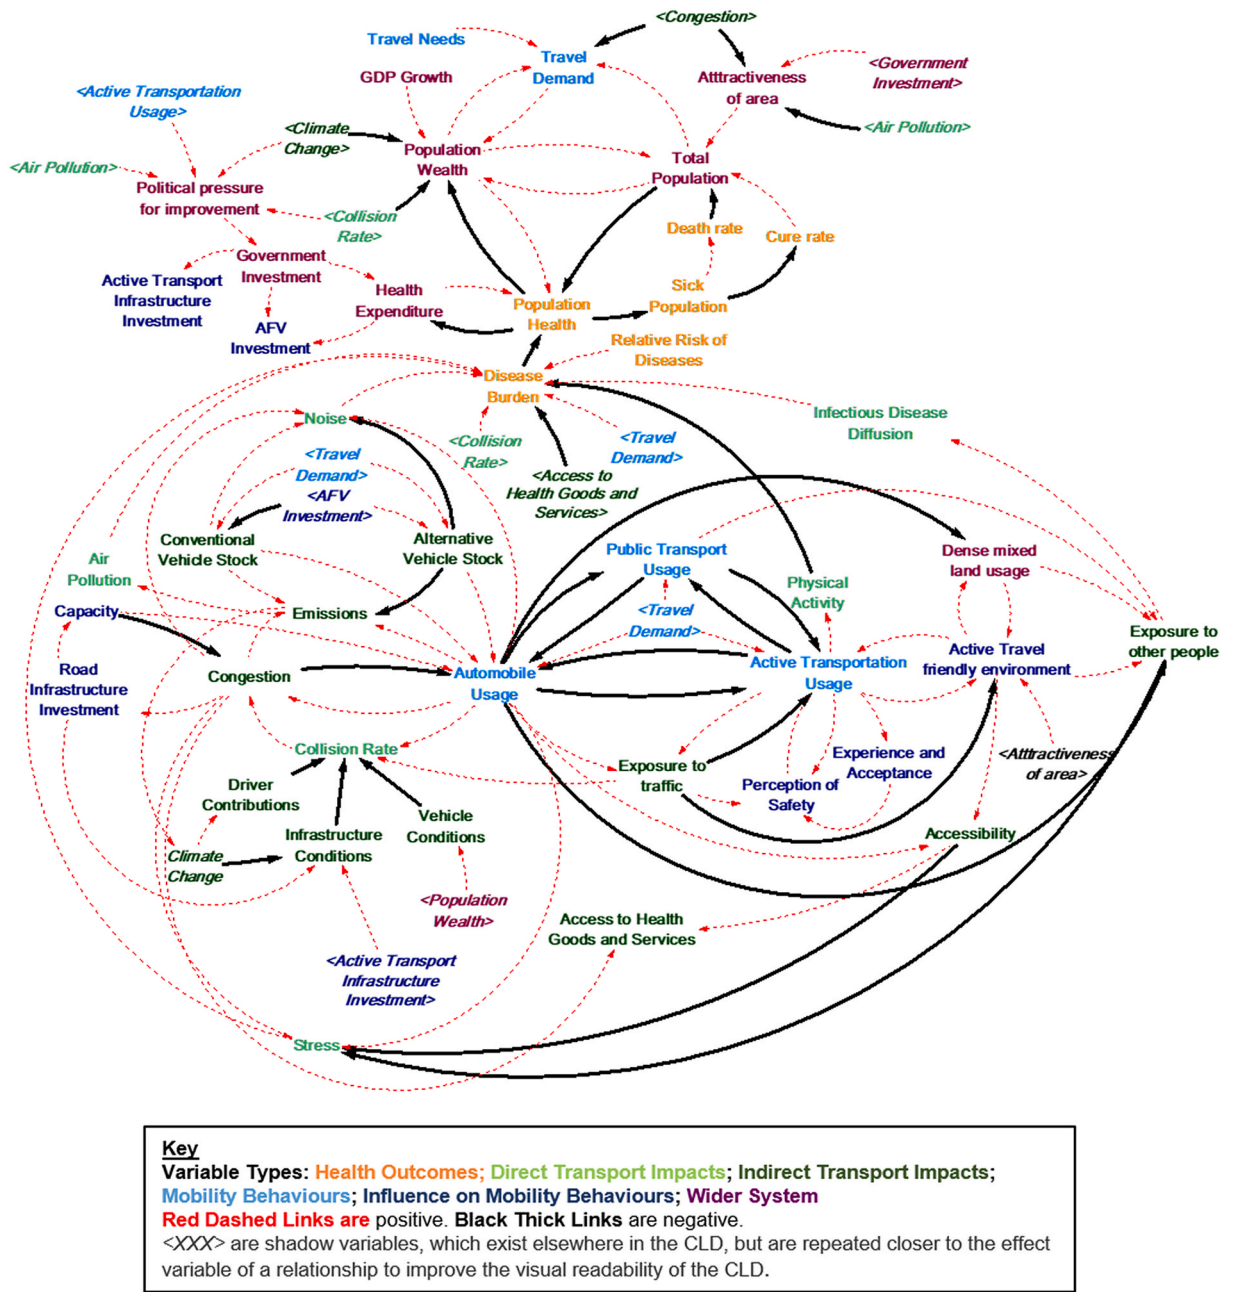 <Congestion>
Travel Needs
Travel
Demand
<Government
Investment>
GDP Growth
Atttractiveness
of area
<Active Transportation
Usage>
<Climate
Change>
<Air Pollution>
Population
Wealth
Total
Population
<Air Pollution>
Political pressure
for improvement
<Collision
Rate>
Death rate
Cure rate
Government
Investment
Active Transport
Infrastructure
Investment
Health
Expenditure
Sick
Population
Population
Health
AFV
Investment
Relative Risk of
Diseases
Disease
Burden
Noise
Infectious Disease
Diffusion
<Collision
Rate>
<Travel
Demand>
<Travel
Demand>
<Access to
Health Goods and
Services>
<AFV
Investment>
Conventional
Vehicle Stock
Alternative
Vehicle Stock
Air
Pollution
Public Transport
Usage
Dense mixed
land usage
Physical
Activity
Capacity
Emissions
<Travel
Demand>
Exposure to
other people
Road
Infrastructure
Investment
Congestion
Automobile
Usage
Active Transportation
Usage
Active Travel
friendly environment
Collision Rate
Exposure to
traffic
Experience and
Acceptance
<Atttractiveness
of area>
Driver
Contributions
Perception of
Safety
Vehicle
Conditions
Infrastructure
Conditions
Accessibility
Climate
Change
<Population
Wealth>
Access to Health
Goods and Services
<Active Transport
Infrastructure
Investment>
Stress
Key
Variable Types: Health Outcomes; Direct Transport Impacts; Indirect Transport Impacts;
Mobility Behaviours; Influence on Mobility Behaviours; Wider System
Red Dashed Links are positive. Black Thick Links are negative.
<XXX> are shadow variables, which exist elsewhere in the CLD, but are repeated closer to the effect
variable of a relationship to improve the visual readability of the CLD.